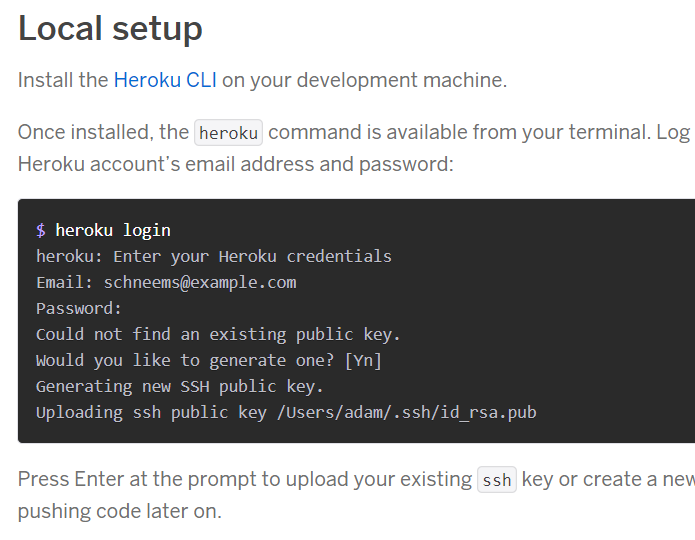 Local setup
Install the Heroku CLI on your development machine.
Once installed, the heroku command is available from your terminal. Log
Heroku account's email address and password:
$ heroku login
heroku: Enter your Heroku credentials
Email: schneems@example.com
Password:
Could not find an existing public key.
Would you like to generate one? [Yn]
Generating new SSH public key.
Uploading ssh public key /Users/adam/.ssh/id_rsa.pub
Press Enter at the prompt to upload your existing ssh key or create a new
pushing code later on.